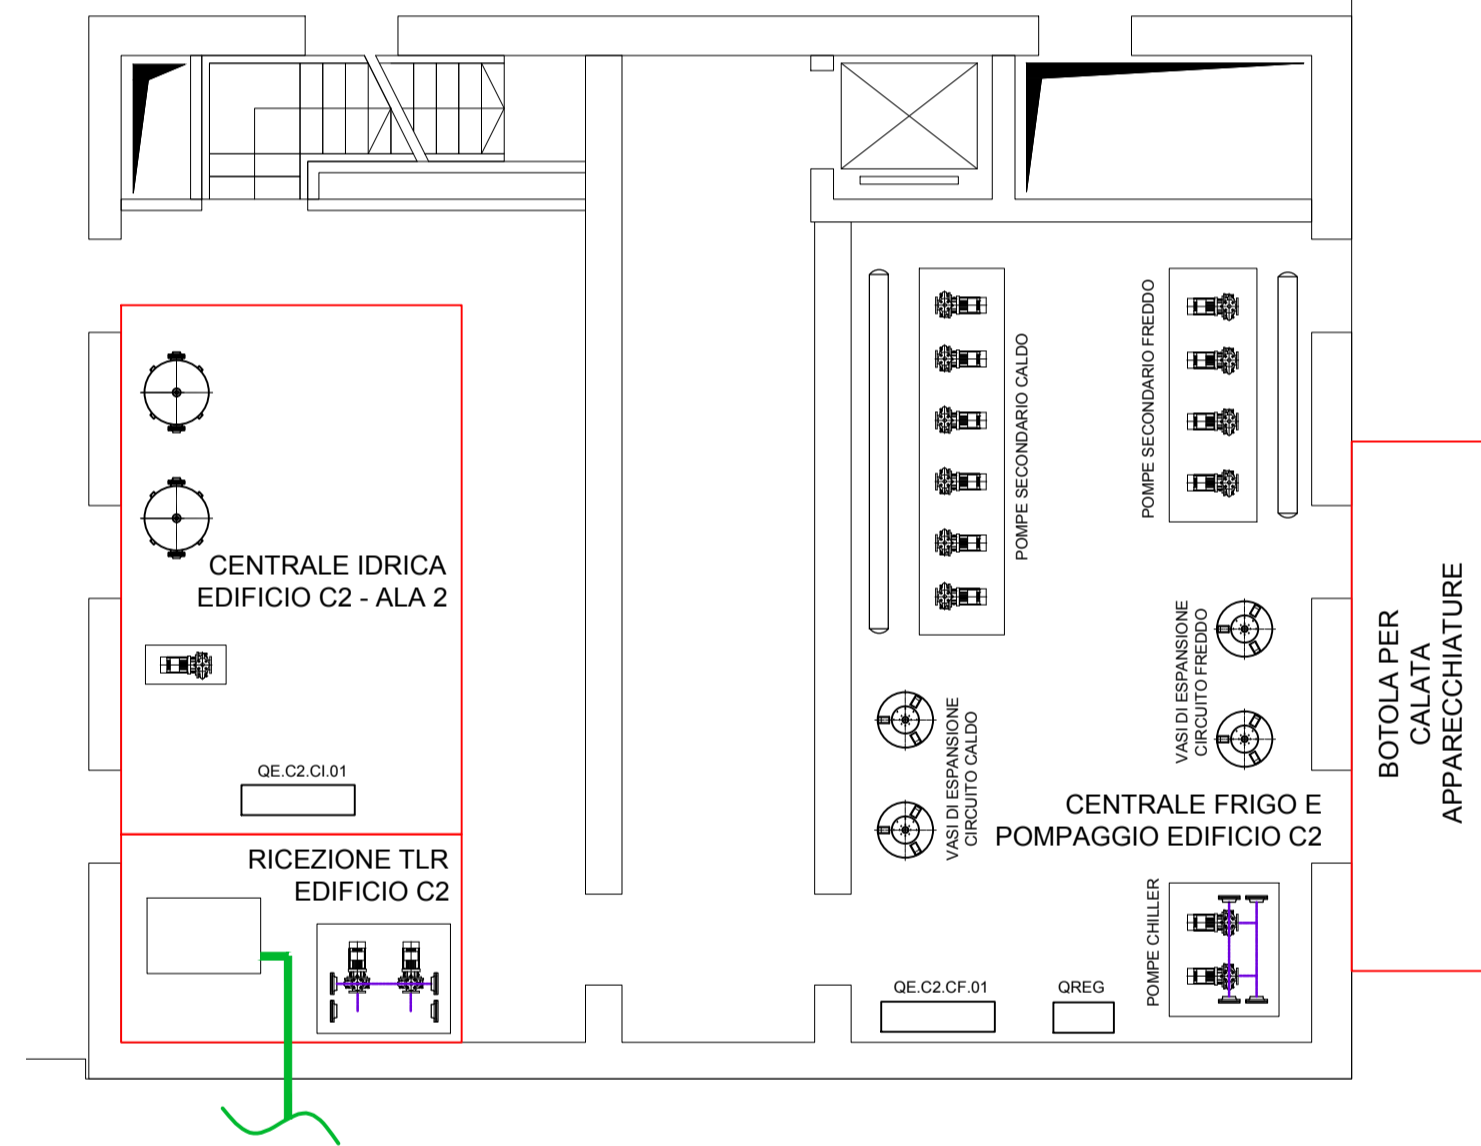 CENTRALE IDRICA
EDIFICIO C2 - ALA 2
QE.C2.CI.01
RICEZIONE TLR
EDIFICIO C2
POMPE SECONDARIO CALDO
POMPE SECONDARIO FREDDO
VASI DI ESPANSIONE
CIRCUITO FREDDO
VASI DI ESPANSIONE
CIRCUITO CALDO
CENTRALE FRIGO E
POMPAGGIO EDIFICIO C2
POMPE CHILLER
QE.C2.CF.01
QREG
BOTOLA PER
CALATA
APPARECCHIATURE